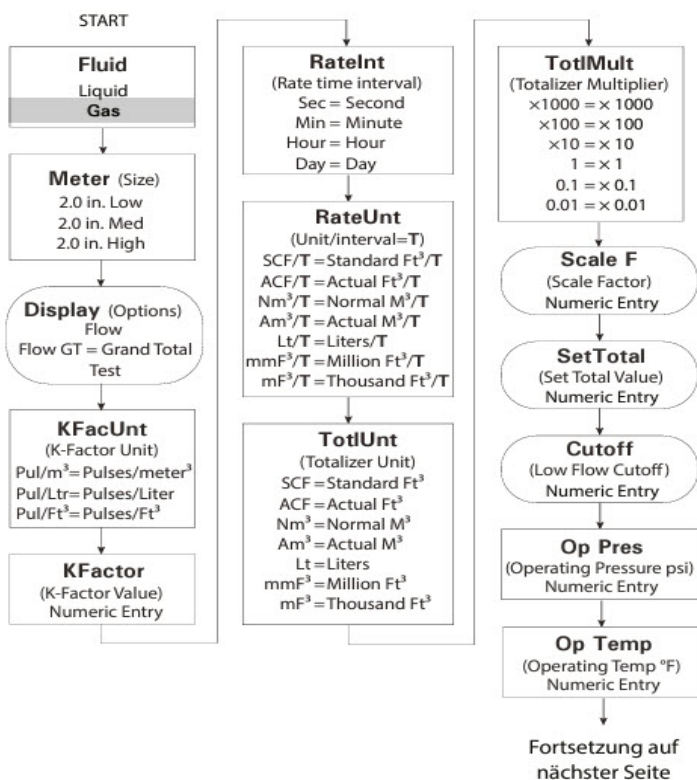 START
Fluid
Liquid
Gas
Meter (Size)
2.0 in. Low
2.0 in. Med
2.0 in. High
Display (Options)
Flow
Flow GT = Grand Total
Test
KFacUnt
(K-Factor Unit)
Pul/m³= Pulses/meter³
Pul/Ltr= Pulses/Liter
Pul/Ft³= Pulses/Ft³
KFactor
(K-Factor Value)
Numeric Entry
RateInt
(Rate time interval)
Sec = Second
Min = Minute
Hour = Hour
Day = Day
RateUnt
(Unit/interval=T)
SCF/T = Standard Ft³/T
ACF/T = Actual Ft³/T
Nm³/T = Normal M³/T
Am³/T = Actual M³/T
Lt/T = Liters/T
mmF³/T = Million Ft³/T
mF³/T = Thousand Ft³/T
TotlUnt
(Totalizer Unit)
SCF = Standard Ft³
ACF = Actual Ft³
Nm³ = Normal M³
Am³ = Actual M³
Lt = Liters
mmF³ = Million Ft³
mF³ = Thousand Ft³
TotlMult
(Totalizer Multiplier)
×1000 = × 1000
×100 = × 100
×10 = × 10
1 = × 1
0.1 = × 0.1
0.01 = × 0.01
Scale F
(Scale Factor)
Numeric Entry
SetTotal
(Set Total Value)
Numeric Entry
Cutoff
(Low Flow Cutoff)
Numeric Entry
Op Pres
(Operating Pressure psi)
Numeric Entry
Op Temp
(Operating Temp °F)
Numeric Entry
Fortsetzung auf
nächster Seite